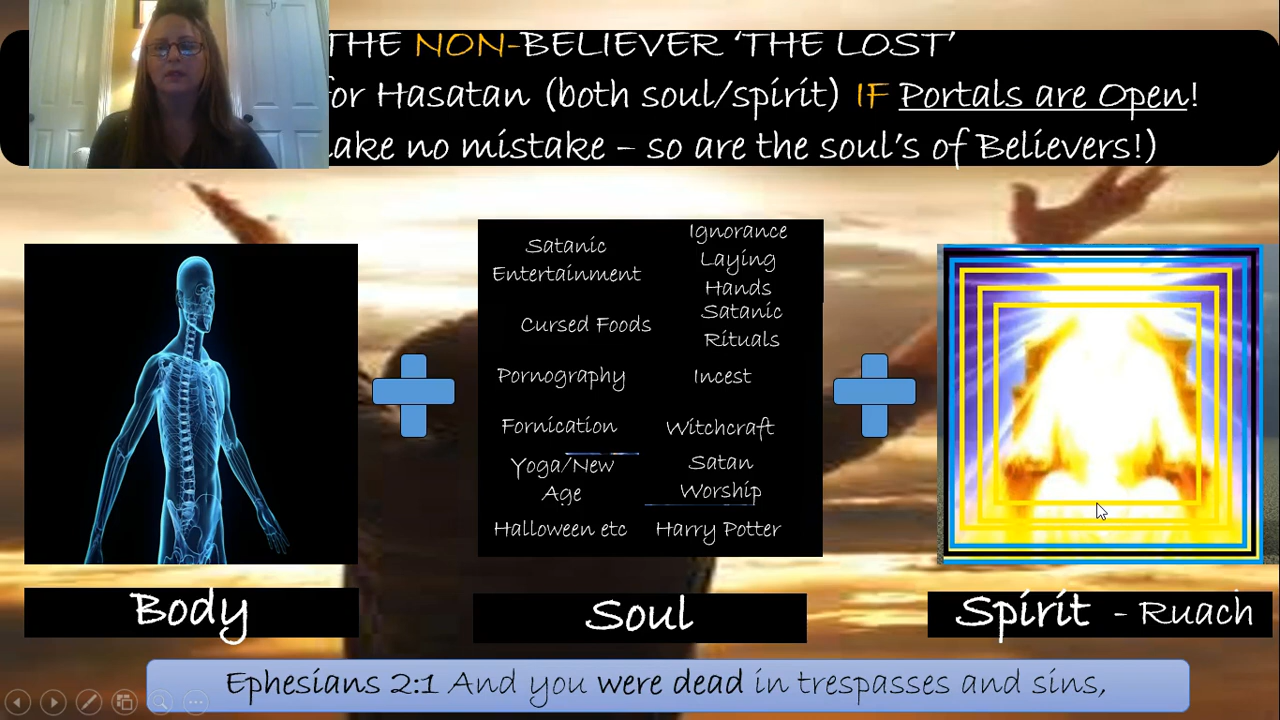 THE NON-BELIEVER 'THE LOST'
for Hasatan (both soul/spirit) IF Portals are Open!
ake no mistake – so are the soul's of Believers!)
Satanic
Entertainment
Cursed Foods
Pornography
Fornication
Yoga/New
Age
Halloween etc
Ignorance
Laying
Hands
Satanic
Rituals
Incest
Witchcraft
Satan
Worship
Harry Potter
Body
Soul
Spirit - Ruach
Ephesians 2:1 And you were dead in trespasses and sins,